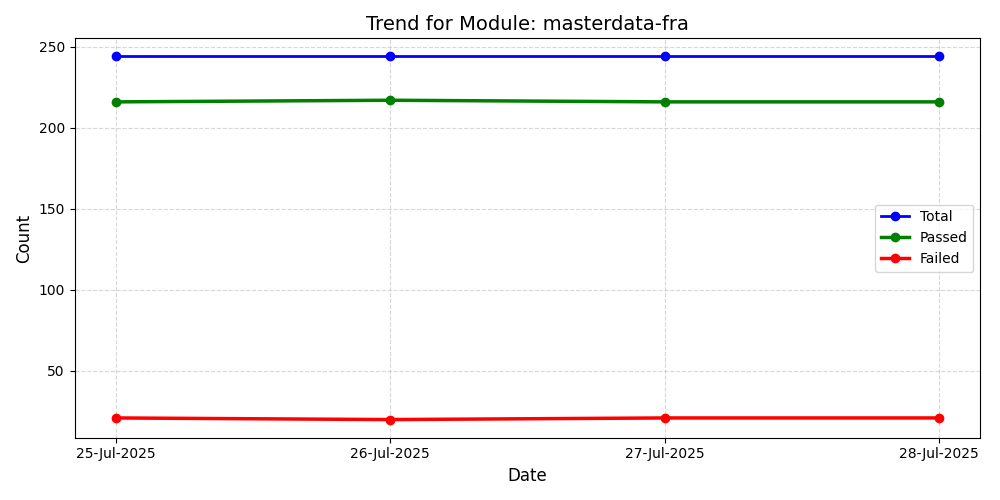 Trend for Module: masterdata-fra
250
200
150
100
50
Count
Total
Passed
Failed
25-Jul-2025 26-Jul-2025 27-Jul-2025 28-Jul-2025
Date